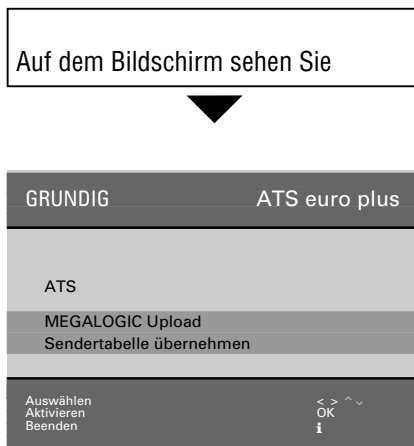 Auf dem Bildschirm sehen Sie
GRUNDIG ATS euro plus
ATS
MEGALOGIC Upload
Sendertabelle übernehmen
Auswählen < > ^ ⌄
Aktivieren OK
Beenden i